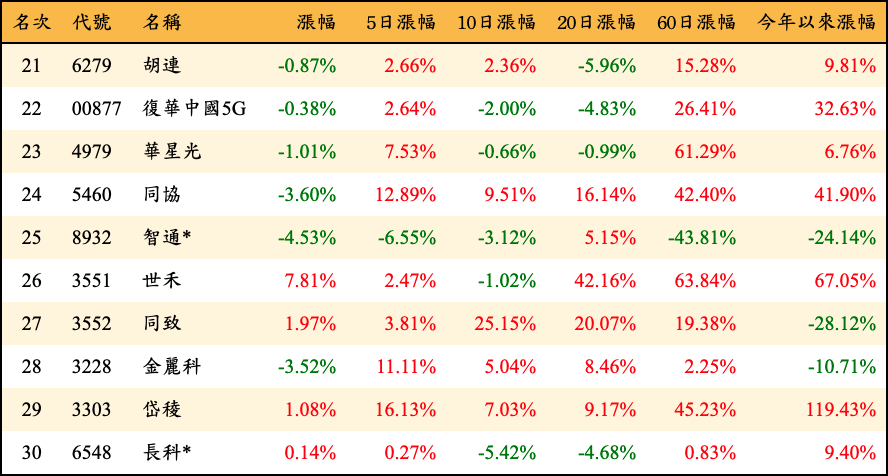 名次 代號 名稱 漲幅 5日漲幅 10日漲幅 20日漲幅 60日漲幅 今年以來漲幅
21 6279 胡連 -0.87% 2.66% 2.36% -5.96% 15.28% 9.81%
22 00877 復華中國5G -0.38% 2.64% -2.00% -4.83% 26.41% 32.63%
23 4979 華星光 -1.01% 7.53% -0.66% -0.99% 61.29% 6.76%
24 5460 同協 -3.60% 12.89% 9.51% 16.14% 42.40% 41.90%
25 8932 智通* -4.53% -6.55% -3.12% 5.15% -43.81% -24.14%
26 3551 世禾 7.81% 2.47% -1.02% 42.16% 63.84% 67.05%
27 3552 同致 1.97% 3.81% 25.15% 20.07% 19.38% -28.12%
28 3228 金麗科 -3.52% 11.11% 5.04% 8.46% 2.25% -10.71%
29 3303 岱稜 1.08% 16.13% 7.03% 9.17% 45.23% 119.43%
30 6548 長科* 0.14% 0.27% -5.42% -4.68% 0.83% 9.40%